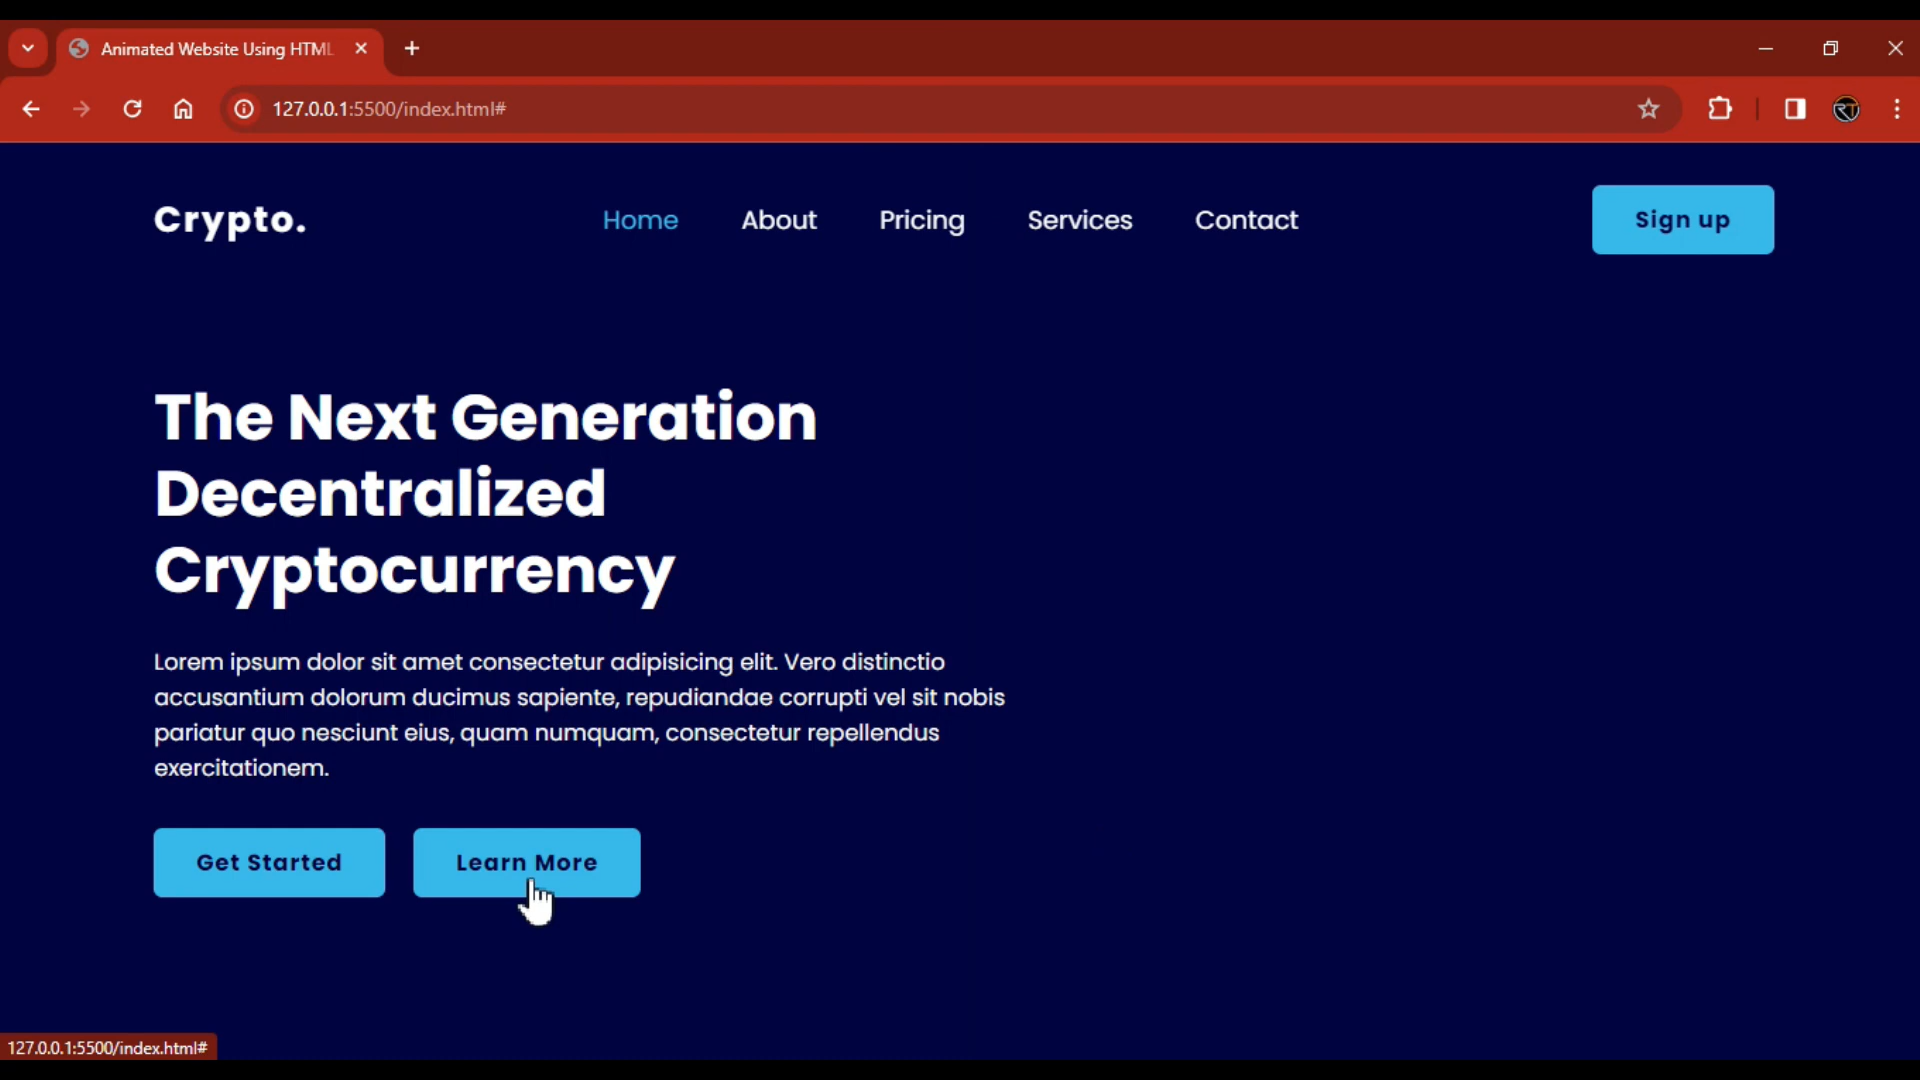 Animated Website Using HTML
127.0.0.1:5500/index.html#
Crypto.
Home
About
Pricing
Services
Contact
Sign up
The Next Generation
Decentralized
Cryptocurrency
Lorem ipsum dolor sit amet consectetur adipisicing elit. Vero distinctio
accusantium dolorum ducimus sapiente, repudiandae corrupti vel sit nobis
pariatur quo nesciunt eius, quam numquam, consectetur repellendus
exercitationem.
Get Started
Learn More
127.0.0.1:5500/index.html#